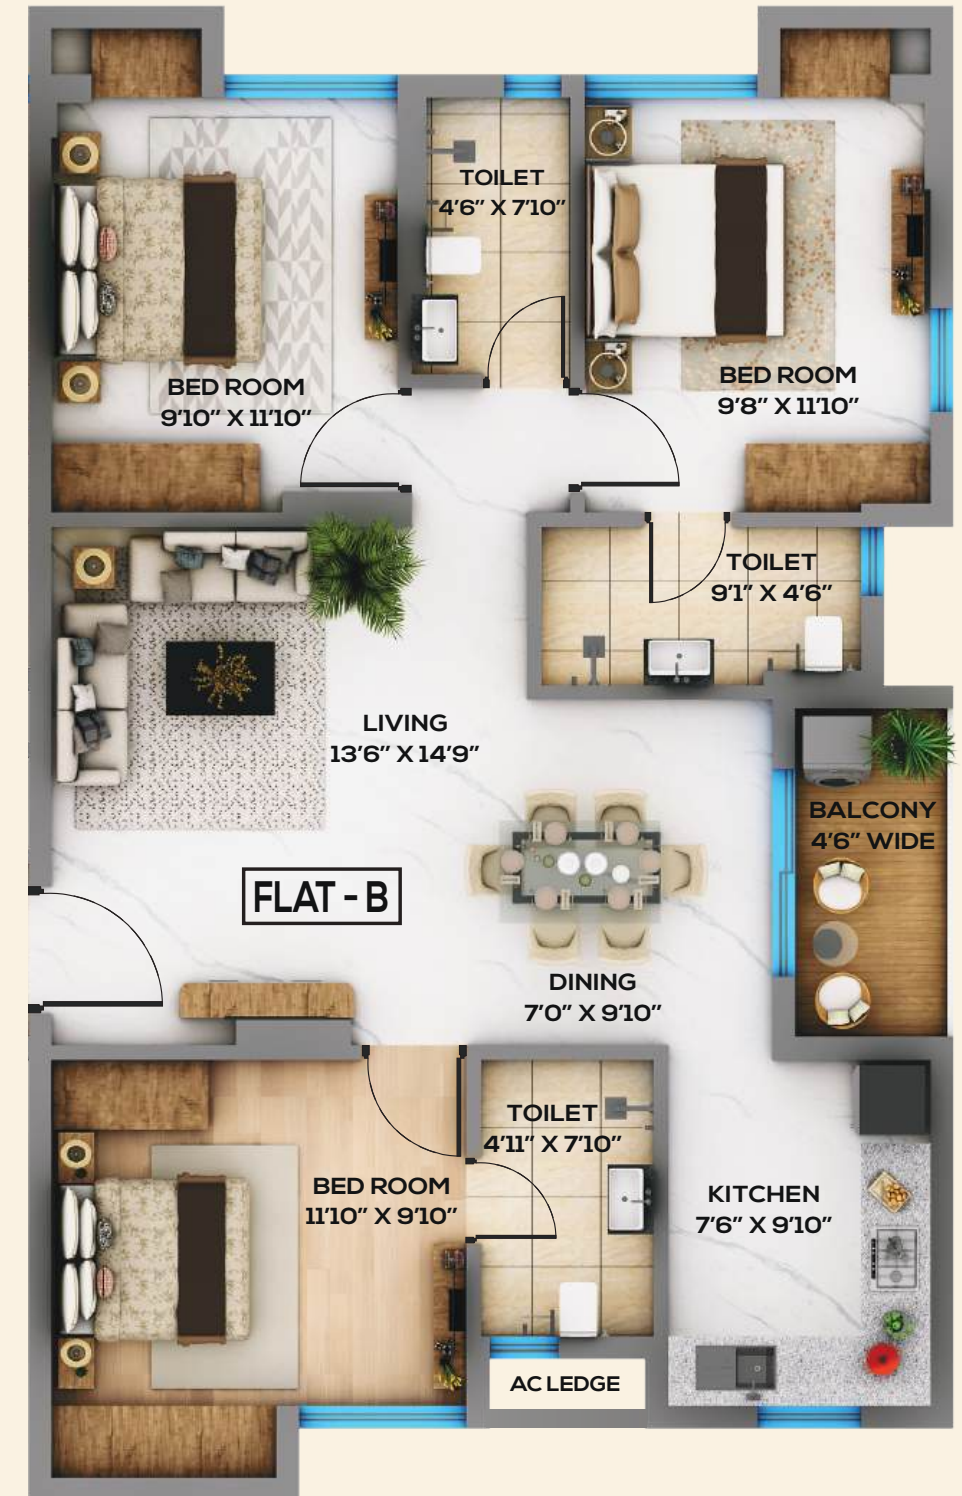 TOILET
4'6" X 7'10"
BED ROOM
9'10" X 11'10"
BED ROOM
9'8" X 11'10"
TOILET
9'1" X 4'6"
LIVING
13'6" X 14'9"
BALCONY
4'6" WIDE
FLAT - B
DINING
7'0" X 9'10"
TOILET
4'11" X 7'10"
BED ROOM
11'10" X 9'10"
KITCHEN
7'6" X 9'10"
AC LEDGE